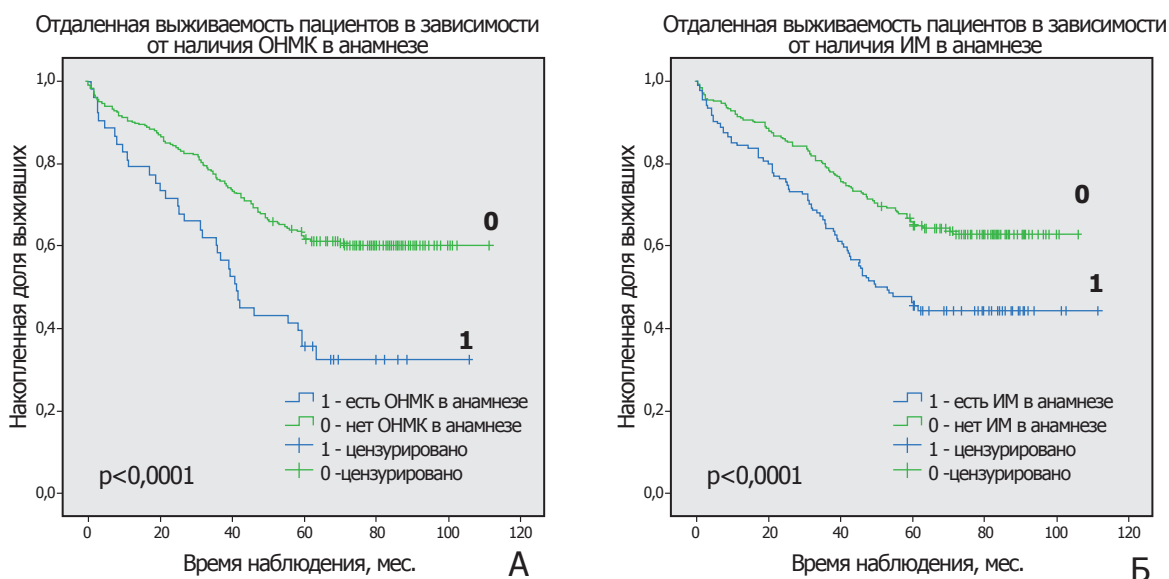 Отдаленная выживаемость пациентов в зависимости
от наличия ОНМК в анамнезе
Накопленная доля выживших
1,0
0,8
0,6
0,4
0,2
0,0
0
1
1 - есть ОНМК в анамнезе
0 - нет ОНМК в анамнезе
1 - цензурировано
0 -цензурировано
p<0,0001
0 20 40 60 80 100 120
Время наблюдения, мес.
А
Отдаленная выживаемость пациентов в зависимости
от наличия ИМ в анамнезе
Накопленная доля выживших
1,0
0,8
0,6
0,4
0,2
0,0
0
1
1 - есть ИМ в анамнезе
0 - нет ИМ в анамнезе
1 - цензурировано
0 -цензурировано
p<0,0001
0 20 40 60 80 100 120
Время наблюдения, мес.
Б